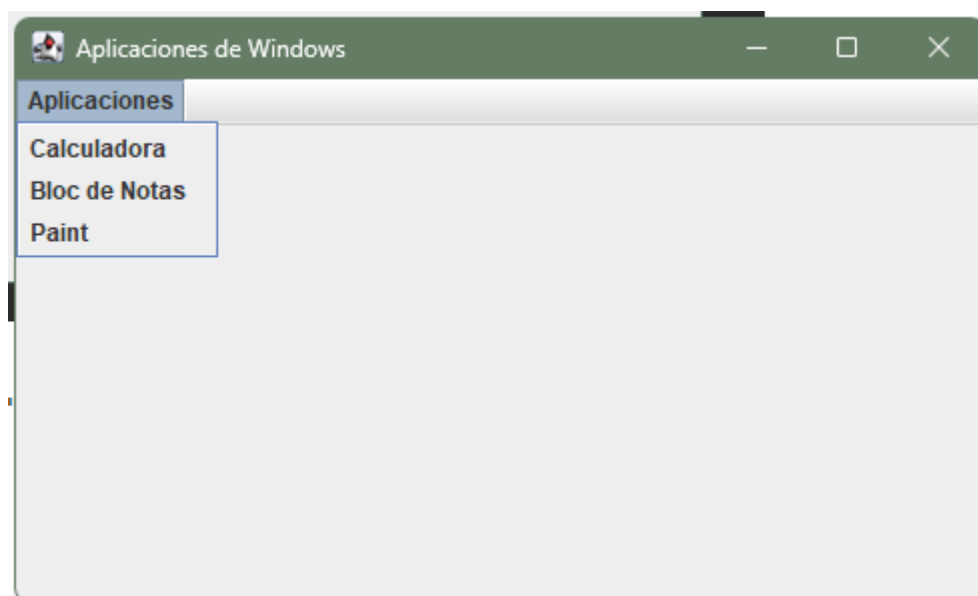 Aplicaciones de Windows
Aplicaciones
Calculadora
Bloc de Notas
Paint